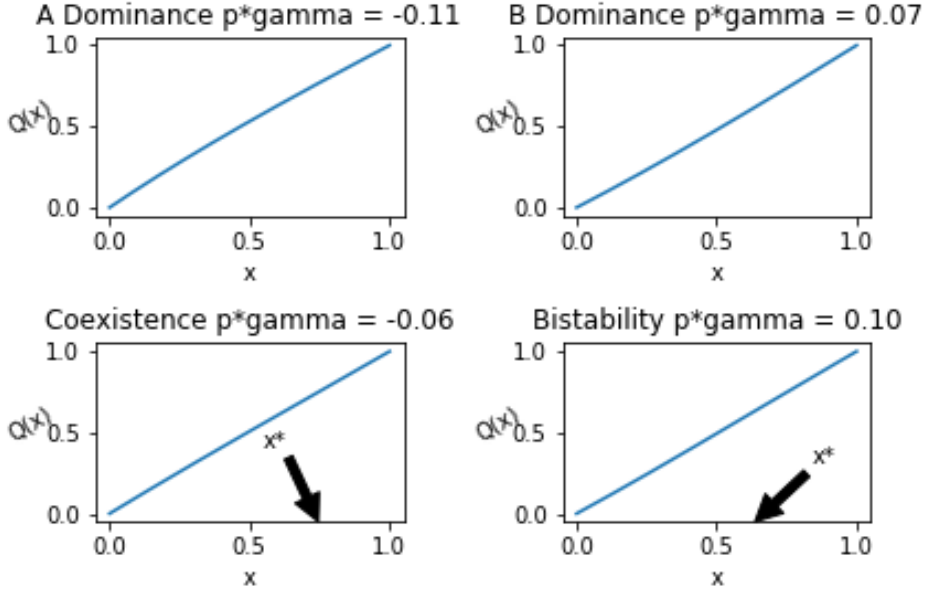 A Dominance p*gamma = -0.11
1.0
Q(x)
0.5
0.0
0.0 0.5 1.0
x
B Dominance p*gamma = 0.07
1.0
Q(x)
0.5
0.0
0.0 0.5 1.0
x
Coexistence p*gamma = -0.06
1.0
Q(x)
0.5
x*
0.0
0.0 0.5 1.0
x
Bistability p*gamma = 0.10
1.0
Q(x)
0.5
x*
0.0
0.0 0.5 1.0
x